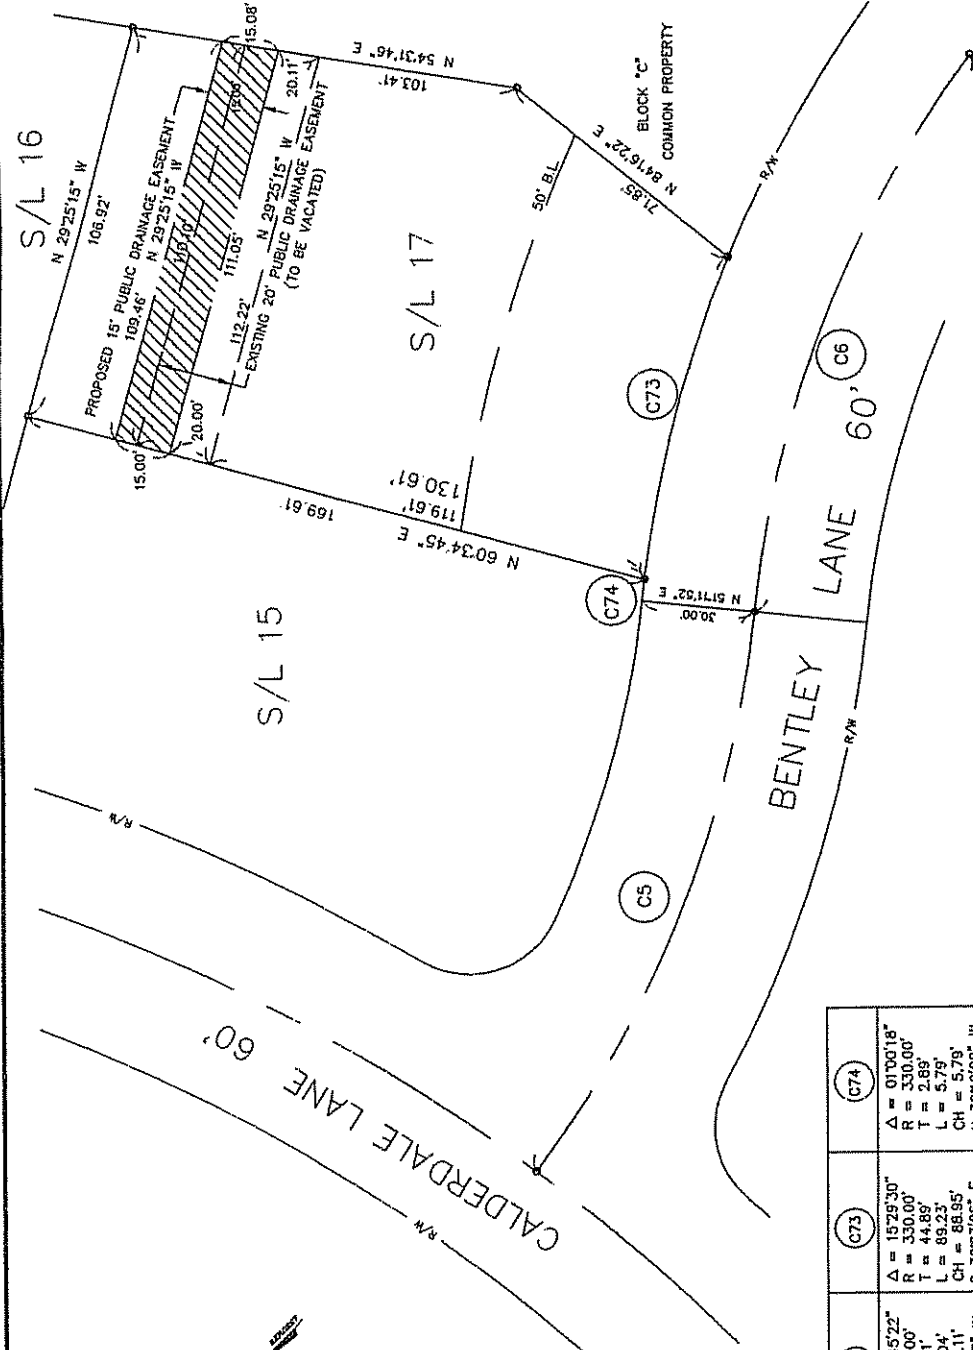 S/L 16
N 29°25'15" W
106.92'
PROPOSED 15' PUBLIC DRAINAGE EASEMENT
N 29°25'15" W
109.46'
110.10'
111.05'
15.00'
15.08'
15.00'
20.11'
20.00'
112.22'
N 29°25'15" W
EXISTING 20' PUBLIC DRAINAGE EASEMENT
(TO BE VACATED)
N 54°31'46" E
103.41'
S/L 17
50' B.L.
N 84°16'22" E
71.85'
BLOCK "C"
COMMON PROPERTY
169.61'
130.61'
119.61'
N 60°34'45" E
S/L 15
C73
C74
N 51°11'52" E
30.00'
R/W
C6
BENTLEY LANE 60'
R/W
C5
R/W
CALDERDALE LANE 60'
R/W
C73
Δ = 15°29'30"
R = 330.00'
T = 44.89'
L = 89.23'
CH = 88.95'
C74
Δ = 01°00'18"
R = 330.00'
T = 2.89'
L = 5.79'
CH = 5.79'